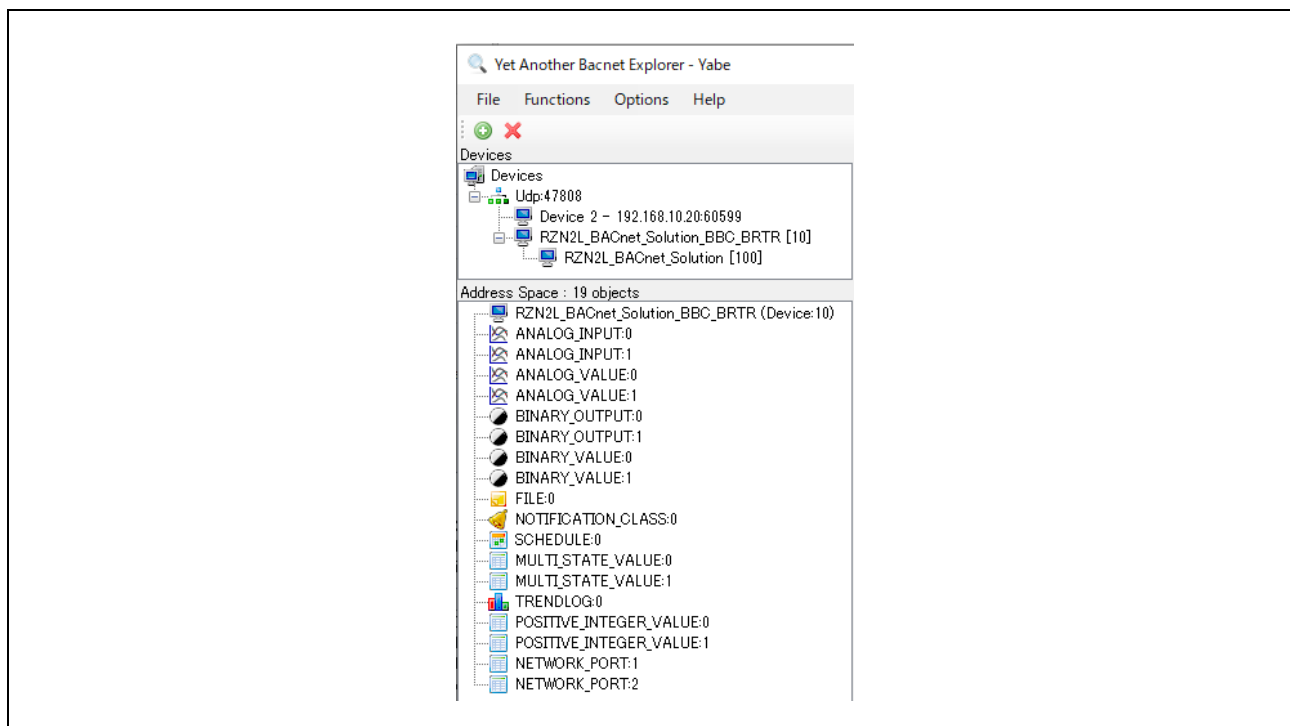 Yet Another Bacnet Explorer - Yabe
File Functions Options Help
Devices
Devices
Udp:47808
Device 2 - 192.168.10.20:60599
RZN2L_BACnet_Solution_BBC_BRTR [10]
RZN2L_BACnet_Solution [100]
Address Space : 19 objects
RZN2L_BACnet_Solution_BBC_BRTR (Device:10)
ANALOG_INPUT:0
ANALOG_INPUT:1
ANALOG_VALUE:0
ANALOG_VALUE:1
BINARY_OUTPUT:0
BINARY_OUTPUT:1
BINARY_VALUE:0
BINARY_VALUE:1
FILE:0
NOTIFICATION_CLASS:0
SCHEDULE:0
MULTI_STATE_VALUE:0
MULTI_STATE_VALUE:1
TRENDLOG:0
POSITIVE_INTEGER_VALUE:0
POSITIVE_INTEGER_VALUE:1
NETWORK_PORT:1
NETWORK_PORT:2